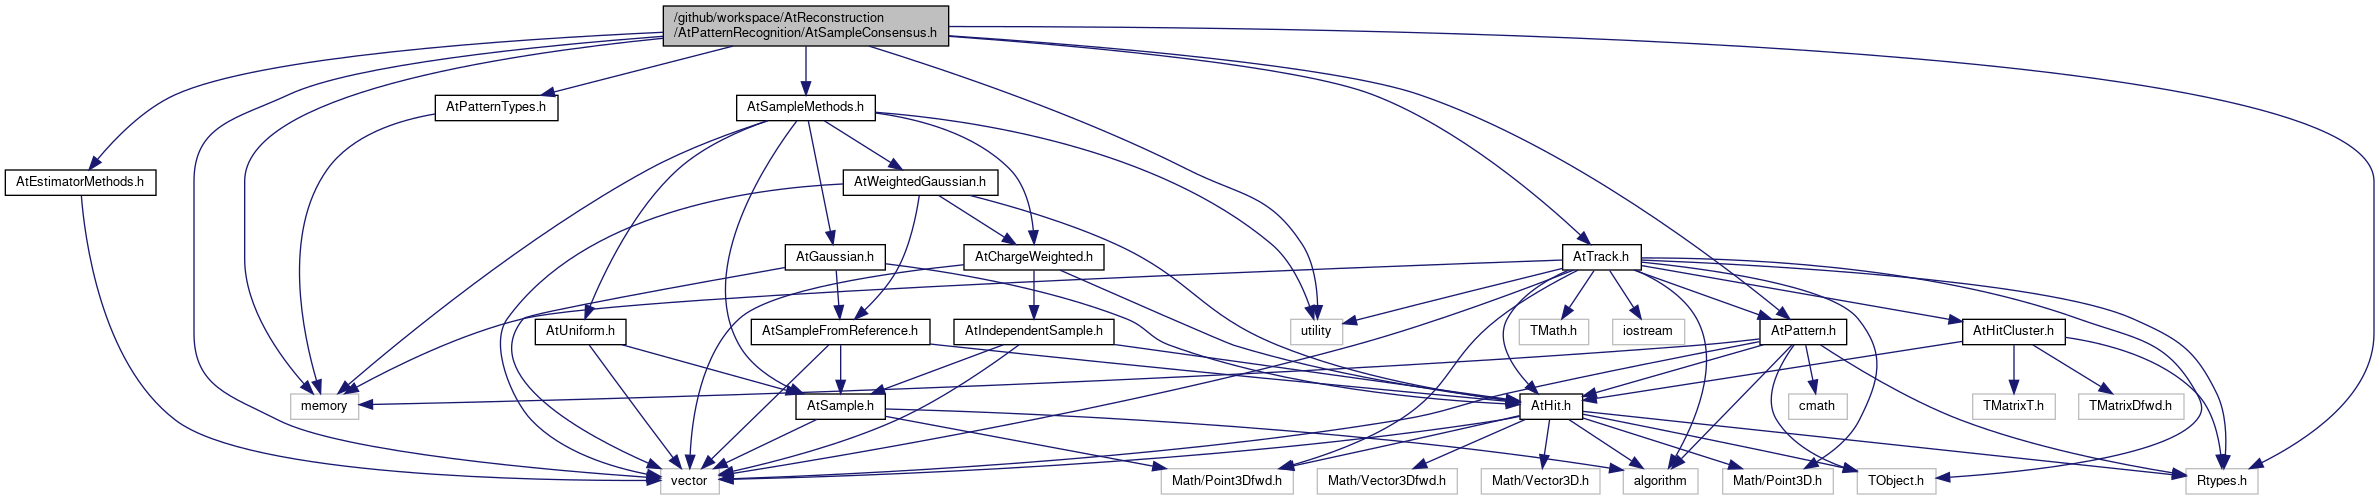 /github/workspace/AtReconstruction
/AtPatternRecognition/AtSampleConsensus.h
AtPatternTypes.h
AtSampleMethods.h
AtEstimatorMethods.h
AtWeightedGaussian.h
AtGaussian.h
AtChargeWeighted.h
AtTrack.h
AtUniform.h
AtSampleFromReference.h
AtIndependentSample.h
utility
TMath.h
iostream
AtPattern.h
AtHitCluster.h
memory
AtSample.h
AtHit.h
cmath
TMatrixT.h
TMatrixDfwd.h
vector
Math/Point3Dfwd.h
Math/Vector3Dfwd.h
Math/Vector3D.h
algorithm
Math/Point3D.h
TObject.h
Rtypes.h